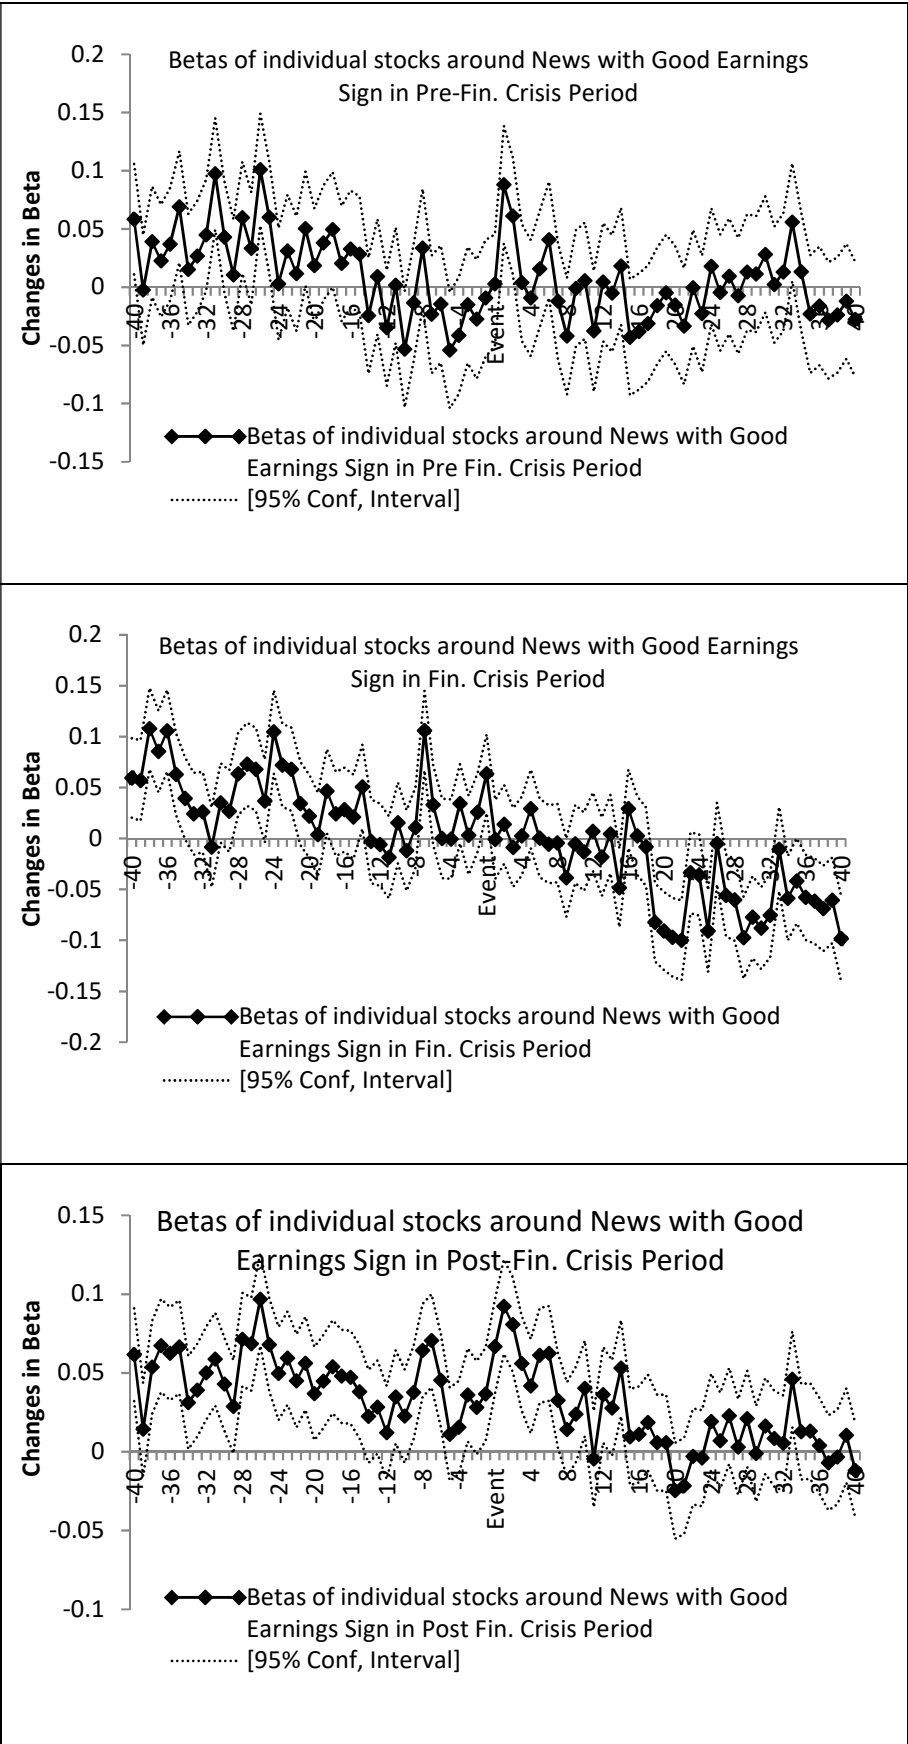 Betas of individual stocks around News with Good Earnings
Sign in Pre-Fin. Crisis Period
Changes in Beta
0.2
0.15
0.1
0.05
0
-0.05
-0.1
-0.15
-40 -36 -32 -28 -24 -20 -16 -12 -8 -4 Event 4 8 12 16 20 24 28 32 36 40
Betas of individual stocks around News with Good
Earnings Sign in Pre Fin. Crisis Period
[95% Conf, Interval]
Betas of individual stocks around News with Good Earnings
Sign in Fin. Crisis Period
Changes in Beta
0.2
0.15
0.1
0.05
0
-0.05
-0.1
-0.15
-0.2
-40 -36 -32 -28 -24 -20 -16 -12 -8 -4 Event 4 8 12 16 20 24 28 32 36 40
Betas of individual stocks around News with Good
Earnings Sign in Fin. Crisis Period
[95% Conf, Interval]
Betas of individual stocks around News with Good
Earnings Sign in Post-Fin. Crisis Period
Changes in Beta
0.15
0.1
0.05
0
-0.05
-0.1
-40 -36 -32 -28 -24 -20 -16 -12 -8 -4 Event 4 8 12 16 20 24 28 32 36 40
Betas of individual stocks around News with Good
Earnings Sign in Post Fin. Crisis Period
[95% Conf, Interval]